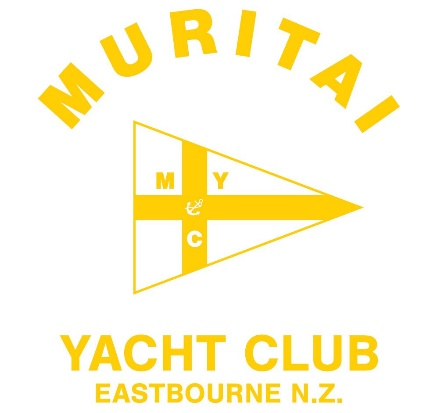 MURITAI
M Y
C
YACHT CLUB
EASTBOURNE N.Z.